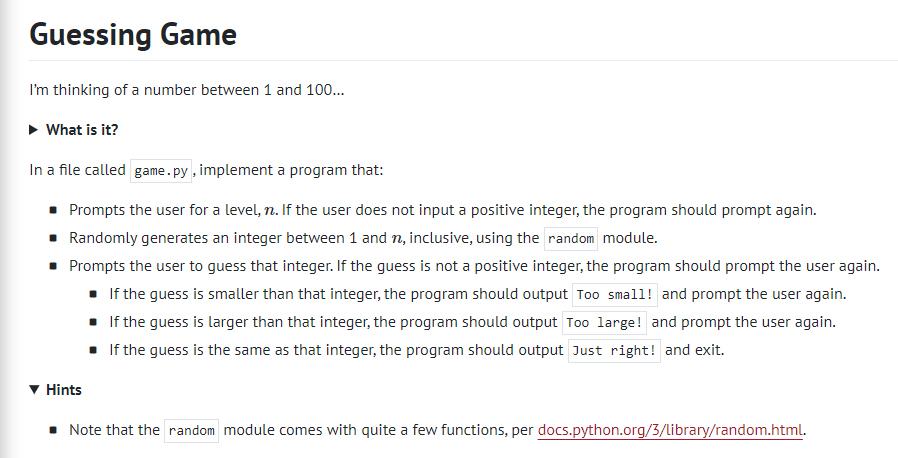 Guessing Game
I'm thinking of a number between 1 and 100...
What is it?
In a file called game.py, implement a program that:
Prompts the user for a level, n. If the user does not input a positive integer, the program should prompt again.
Randomly generates an integer between 1 and n, inclusive, using the random module.
Prompts the user to guess that integer. If the guess is not a positive integer, the program should prompt the user again.
If the guess is smaller than that integer, the program should output Too small! and prompt the user again.
If the guess is larger than that integer, the program should output Too large! and prompt the user again.
If the guess is the same as that integer, the program should output Just right! and exit.
Hints
Note that the random module comes with quite a few functions, per docs.python.org/3/library/random.html.